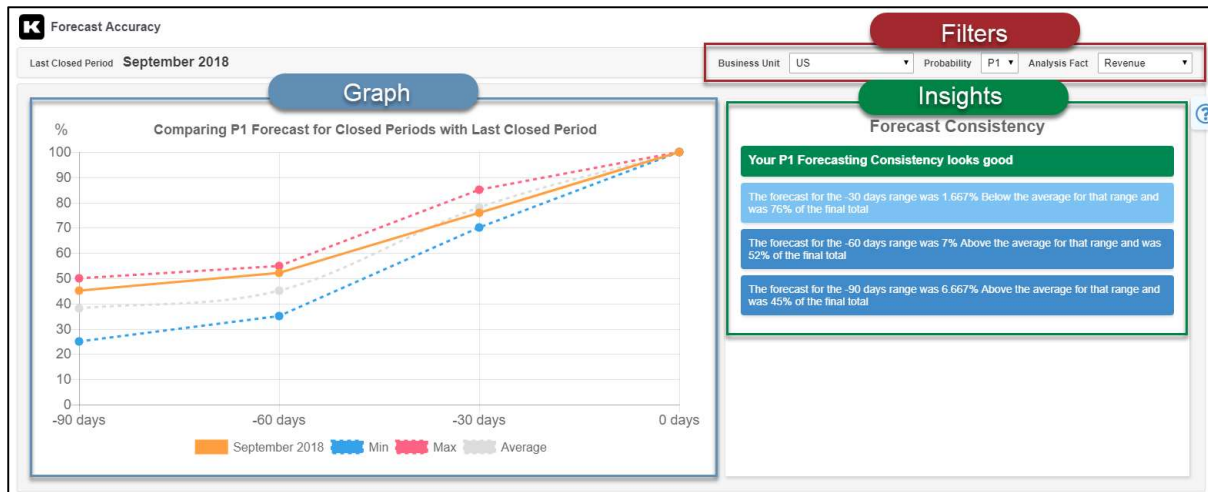 K Forecast Accuracy
Filters
Last Closed Period September 2018
Business Unit US Probability P1 Analysis Fact Revenue
Graph
Insights
?
% Comparing P1 Forecast for Closed Periods with Last Closed Period
100
90
80
70
60
50
40
30
20
10
0
-90 days -60 days -30 days 0 days
September 2018 Min Max Average
Forecast Consistency
Your P1 Forecasting Consistency looks good
The forecast for the -30 days range was 1.667% Below the average for that range and
was 76% of the final total
The forecast for the -60 days range was 7% Above the average for that range and was
52% of the final total
The forecast for the -90 days range was 6.667% Above the average for that range and
was 45% of the final total